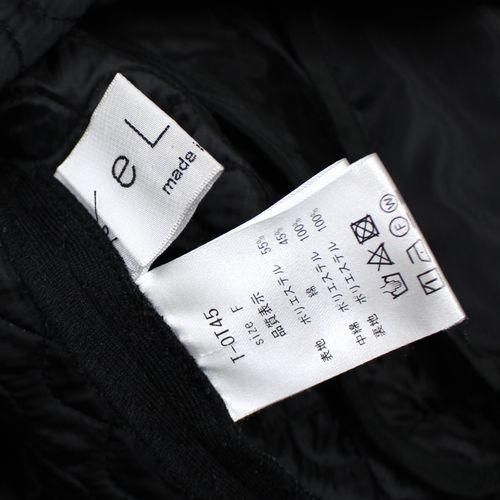 eL
made
T-0T45
size F
品質表示
表地 ポリエステル 55%
綿 45%
中綿 ポリエステル 100%
裏地 ポリエステル 100%
F W